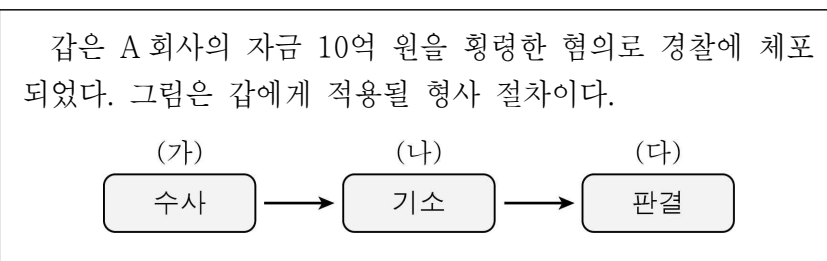 갑은 A 회사의 자금 10억 원을 횡령한 혐의로 경찰에 체포
되었다. 그림은 갑에게 적용될 형사 절차이다.
(가) (나) (다)
수사 기소 판결